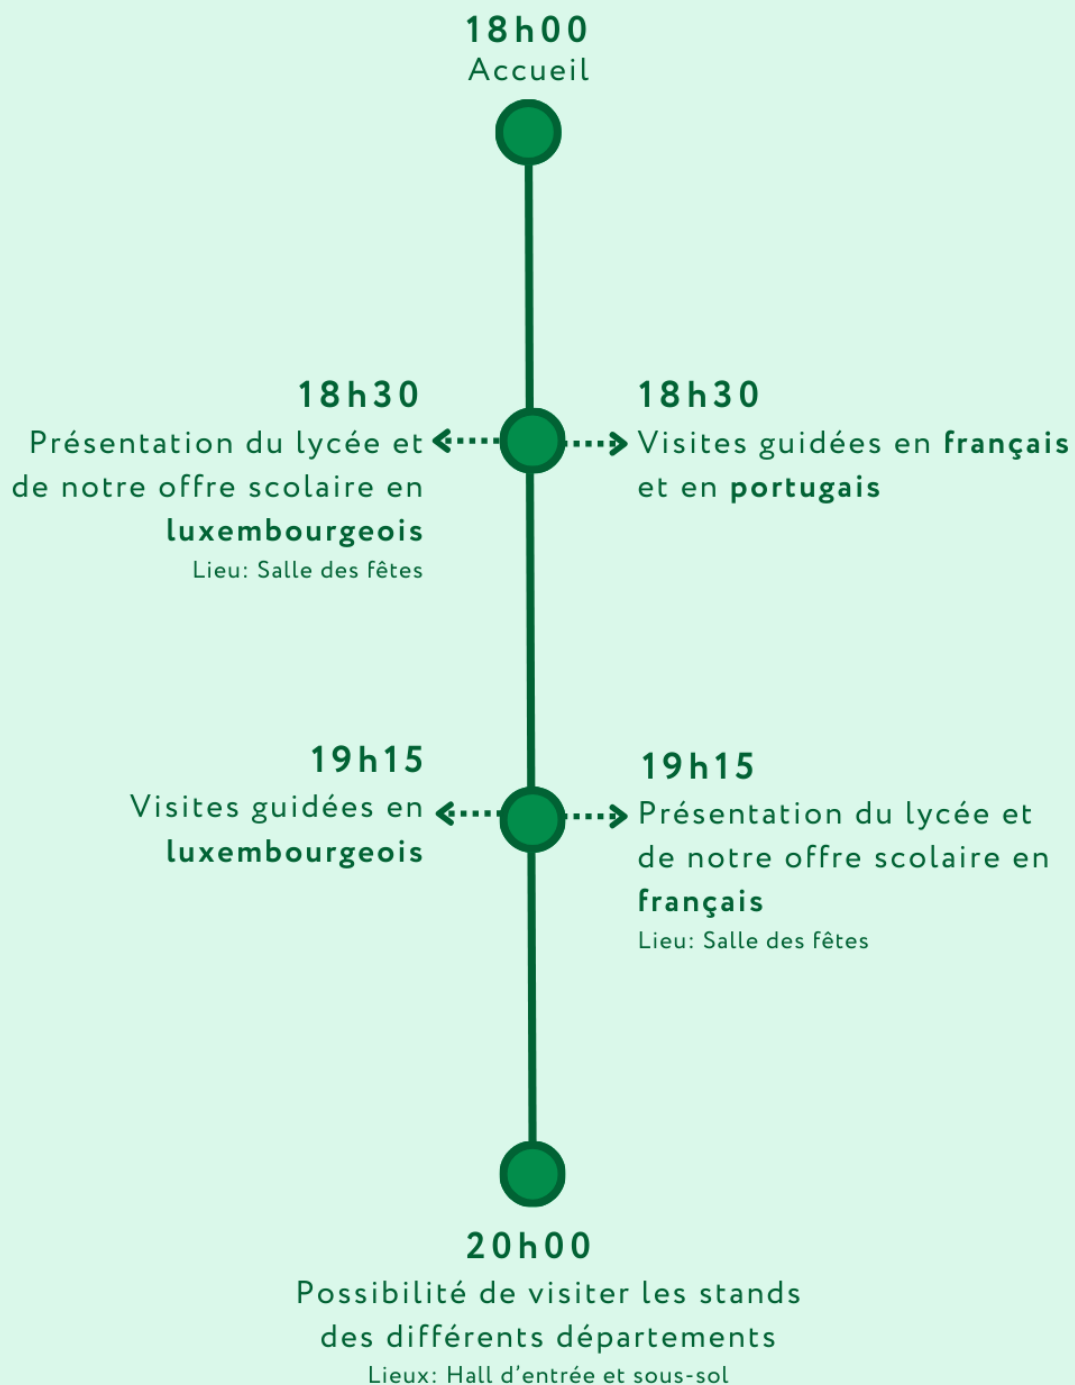 18h00
Accueil
18h30
Présentation du lycée et
de notre offre scolaire en
luxembourgeois
Lieu: Salle des fêtes
18h30
Visites guidées en français
et en portugais
19h15
Visites guidées en
luxembourgeois
19h15
Présentation du lycée et
de notre offre scolaire en
français
Lieu: Salle des fêtes
20h00
Possibilité de visiter les stands
des différents départements
Lieux: Hall d'entrée et sous-sol